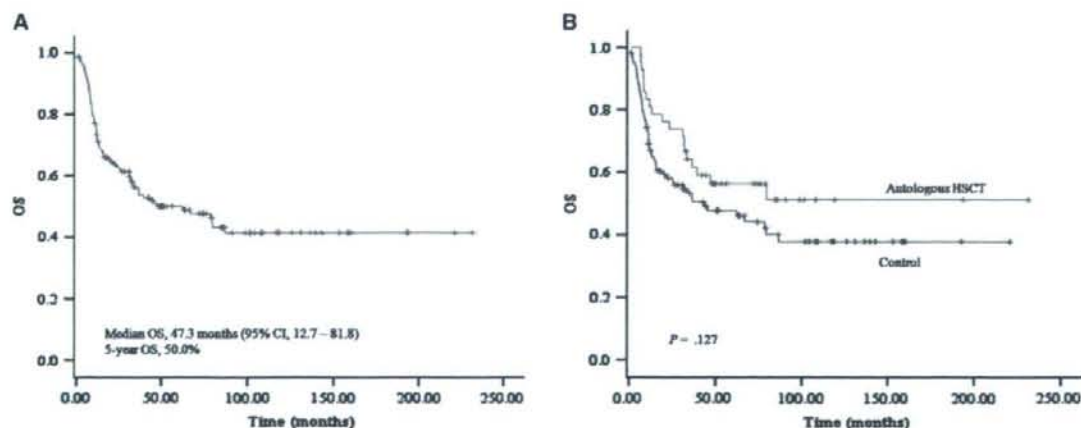 A
OS
1.0
0.8
0.6
0.4
0.2
0.0
Median OS, 47.3 months (95% CI, 12.7 – 81.8)
5-year OS, 50.0%
0.00 50.00 100.00 150.00 200.00 250.00
Time (months)
B
OS
1.0
0.8
0.6
0.4
0.2
0.0
Autologous HSCT
Control
P = .127
0.00 50.00 100.00 150.00 200.00 250.00
Time (months)